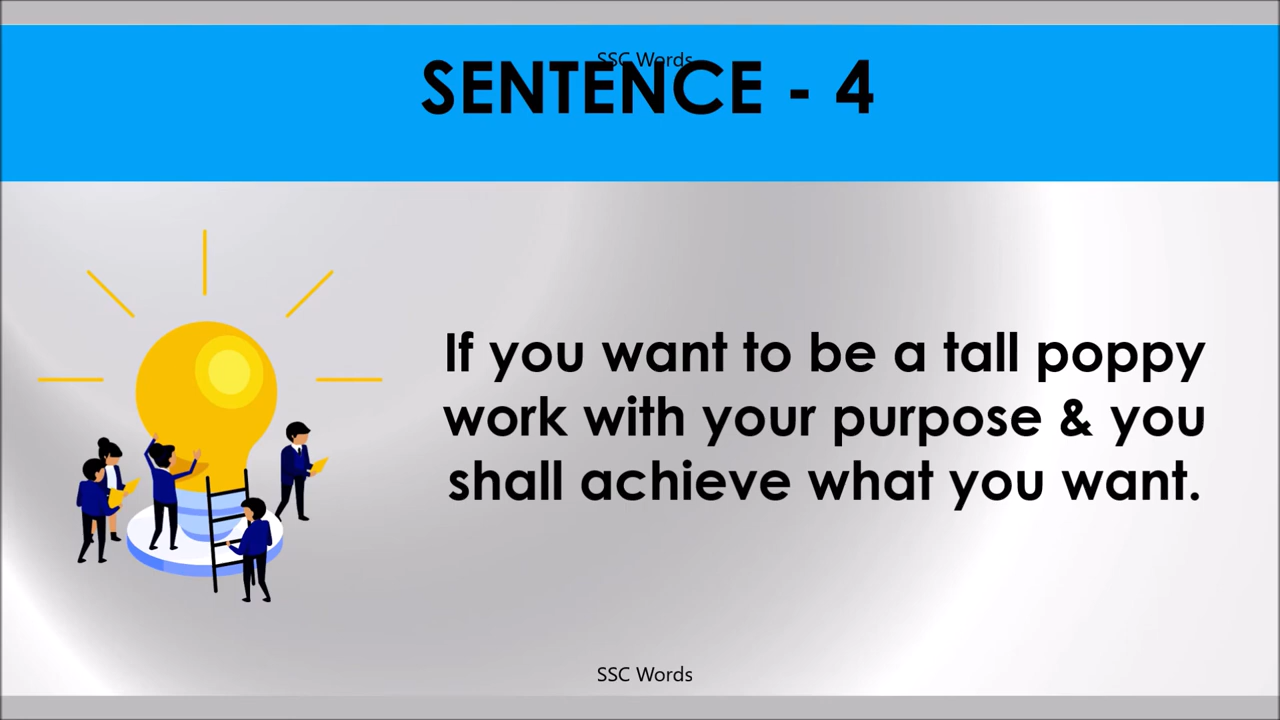 SSC Words
SENTENCE - 4
If you want to be a tall poppy
work with your purpose & you
shall achieve what you want.
SSC Words